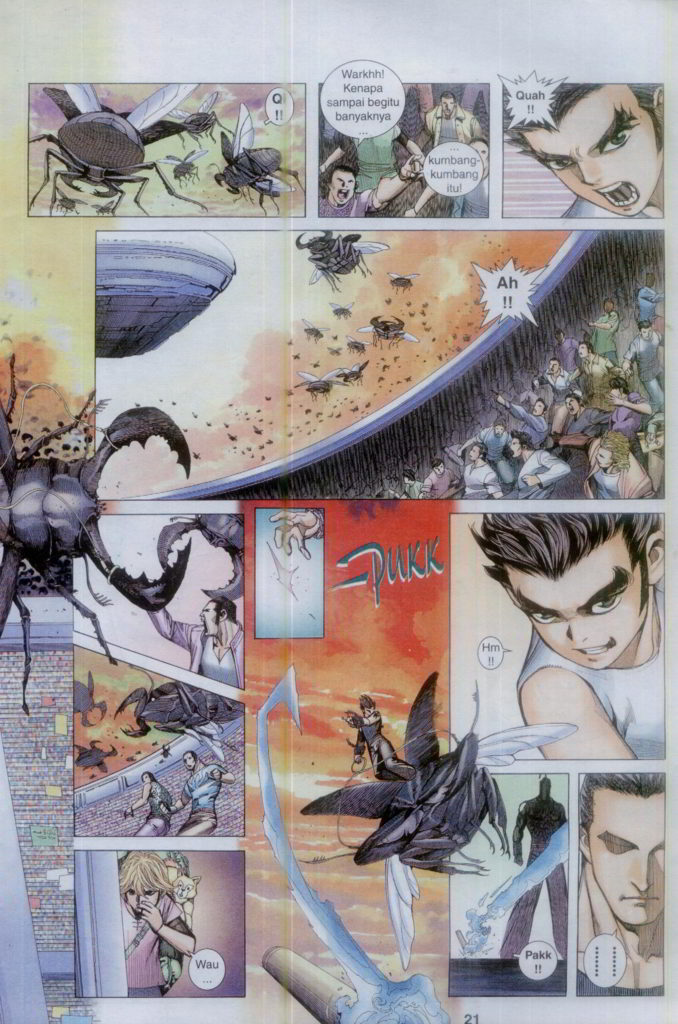 Q
!!
Warkhh!
Kenapa
sampai begitu
banyaknya
...
...
kumbang-
kumbang
itu!
Quah
!!
Ah
!!
PUKK
Hm
!!
Wau
...
Pakk
!!
21